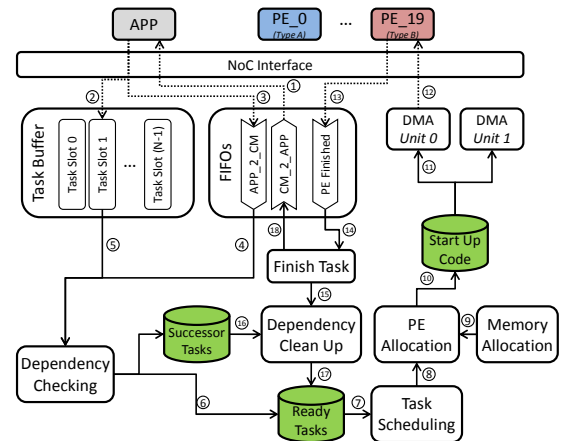 APP
PE_0
(Type A)
...
PE_19
(Type B)
NoC Interface
①
②
③
⑬
⑫
Task Buffer
Task Slot 0
Task Slot 1
...
Task Slot (N-1)
FIFOs
APP_2_CM
CM_2_APP
PE Finished
DMA
Unit 0
DMA
Unit 1
⑪
⑤
④
⑱
⑭
Finish Task
Start Up
Code
⑩
⑮
Successor
Tasks
⑯
Dependency
Clean Up
PE
Allocation
⑨
Memory
Allocation
Dependency
Checking
⑥
⑰
⑧
Ready
Tasks
⑦
Task
Scheduling